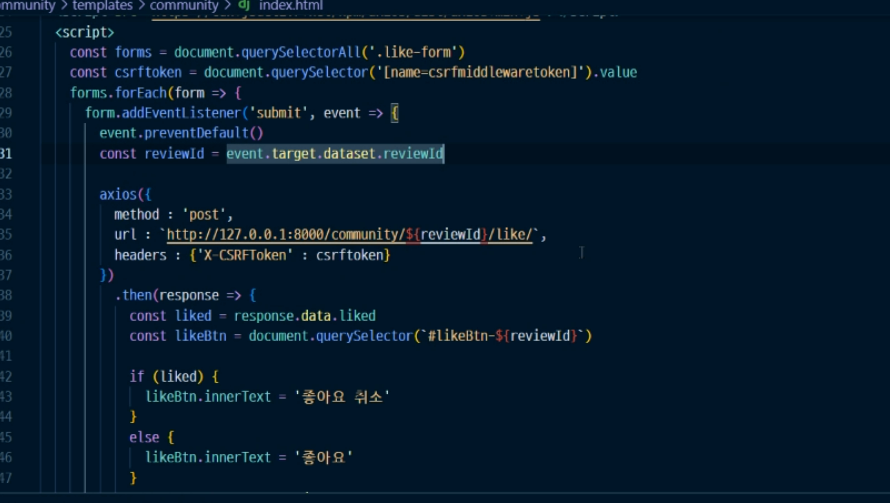 ommunity > templates > community > dj index.html
25 <script>
26 const forms = document.querySelectorAll('.like-form')
27 const csrftoken = document.querySelector('[name=csrfmiddlewaretoken]').value
28 forms.forEach(form => {
29 form.addEventListener('submit', event => {
30 event.preventDefault()
31 const reviewId = event.target.dataset.reviewId
32
33 axios({
34 method : 'post',
35 url : `http://127.0.0.1:8000/community/${reviewId}/like/`,
36 headers : {'X-CSRFToken' : csrftoken}
37 })
38 .then(response => {
39 const liked = response.data.liked
40 const likeBtn = document.querySelector(`#likeBtn-${reviewId}`)
41
42 if (liked) {
43 likeBtn.innerText = '좋아요 취소'
44 }
45 else {
46 likeBtn.innerText = '좋아요'
47 }